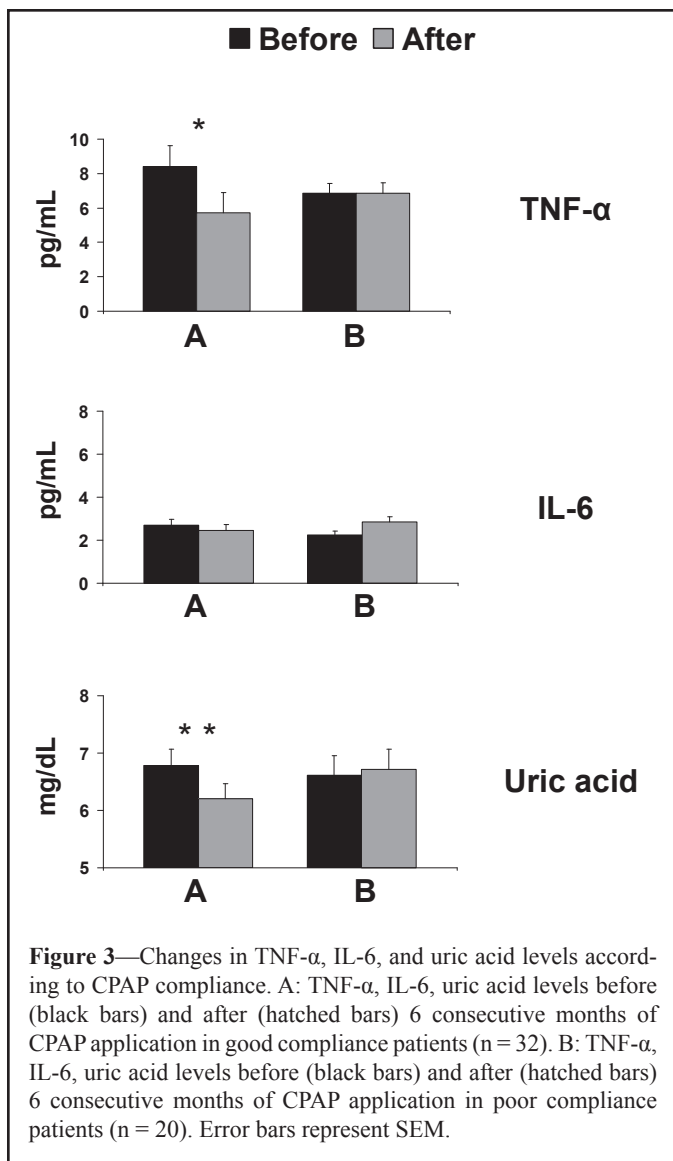 Before After
*
10
8
6
4
2
0
pg/mL
A B
TNF-α
8
6
4
2
0
pg/mL
A B
IL-6
* *
8
7
6
5
mg/dL
A B
Uric acid
Figure 3—Changes in TNF-α, IL-6, and uric acid levels accord-
ing to CPAP compliance. A: TNF-α, IL-6, uric acid levels before
(black bars) and after (hatched bars) 6 consecutive months of
CPAP application in good compliance patients (n = 32). B: TNF-α,
IL-6, uric acid levels before (black bars) and after (hatched bars)
6 consecutive months of CPAP application in poor compliance
patients (n = 20). Error bars represent SEM.